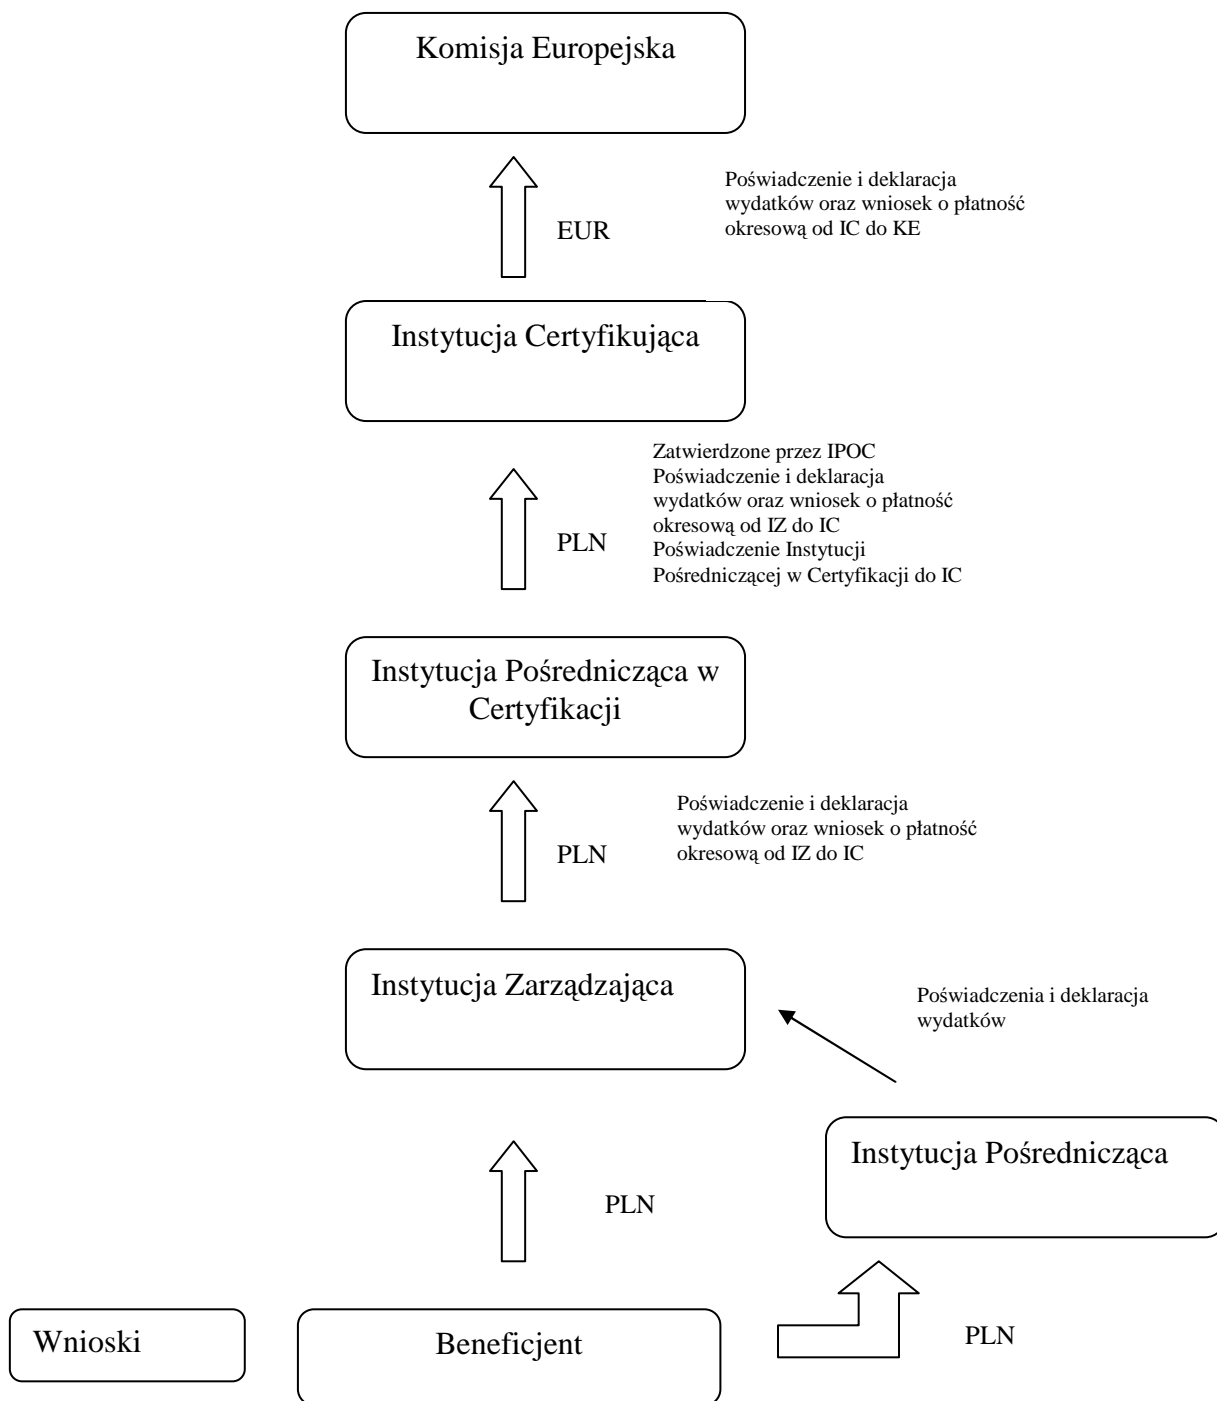 Komisja Europejska
Poświadczenie i deklaracja
wydatków oraz wniosek o płatność
okresową od IC do KE
EUR
Instytucja Certyfikująca
Zatwierdzone przez IPOC
Poświadczenie i deklaracja
wydatków oraz wniosek o płatność
okresową od IZ do IC
Poświadczenie Instytucji
Pośredniczącej w Certyfikacji do IC
PLN
Instytucja Pośrednicząca w
Certyfikacji
Poświadczenie i deklaracja
wydatków oraz wniosek o płatność
okresową od IZ do IC
PLN
Instytucja Zarządzająca
Poświadczenia i deklaracja
wydatków
Instytucja Pośrednicząca
PLN
Wnioski
Beneficjent
PLN